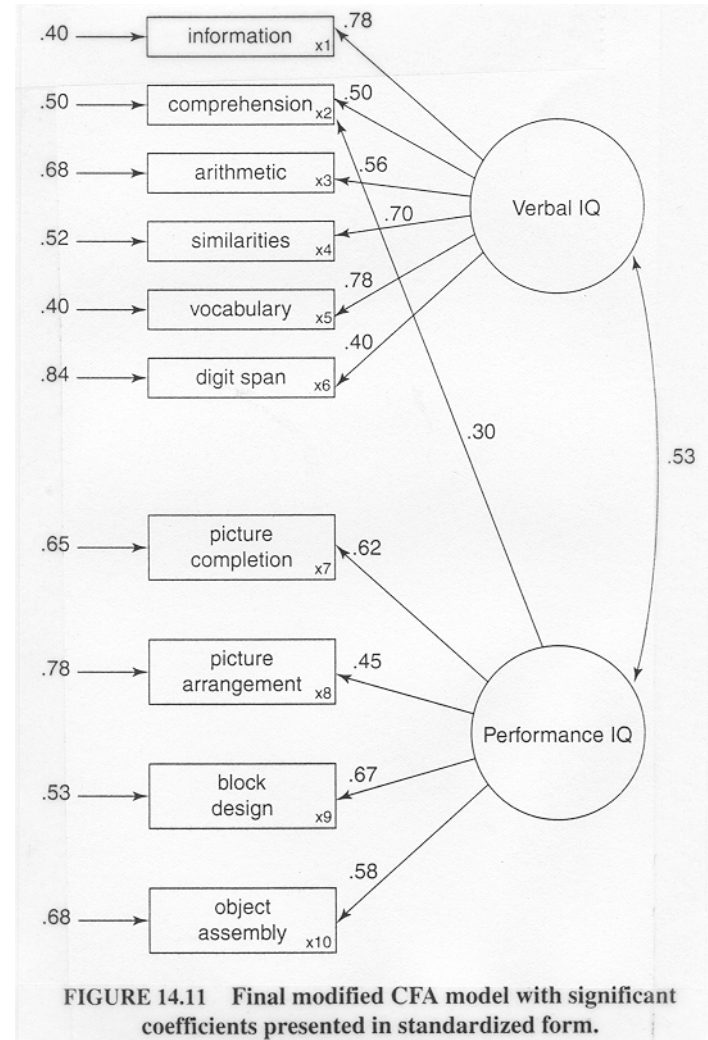 .40
information
x1
.78
.50
comprehension
x2
.50
.68
arithmetic
x3
.56
.52
similarities
x4
.70
Verbal IQ
.40
vocabulary
x5
.78
.84
digit span
x6
.40
.30
.53
.65
picture
completion
x7
.62
.78
picture
arrangement
x8
.45
Performance IQ
.53
block
design
x9
.67
.68
object
assembly
x10
.58
FIGURE 14.11 Final modified CFA model with significant
coefficients presented in standardized form.